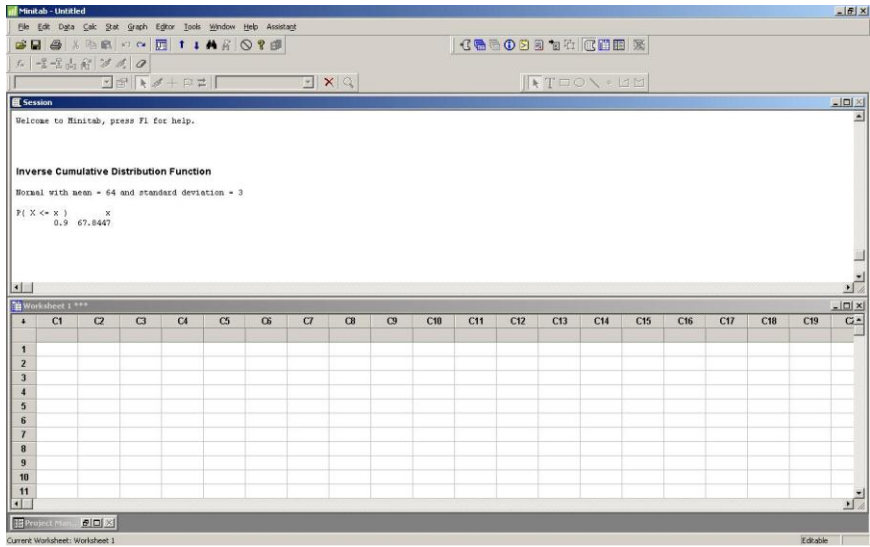 Minitab - Untitled
File Edit Data Calc Stat Graph Editor Tools Window Help Assistant
Session
Welcome to Minitab, press F1 for help.
Inverse Cumulative Distribution Function
Normal with mean = 64 and standard deviation = 3
P( X <= x ) x
0.9 67.8447
Worksheet 1 ***
C1 C2 C3 C4 C5 C6 C7 C8 C9 C10 C11 C12 C13 C14 C15 C16 C17 C18 C19
1
2
3
4
5
6
7
8
9
10
11
Project Man...
Current Worksheet: Worksheet 1
Editable